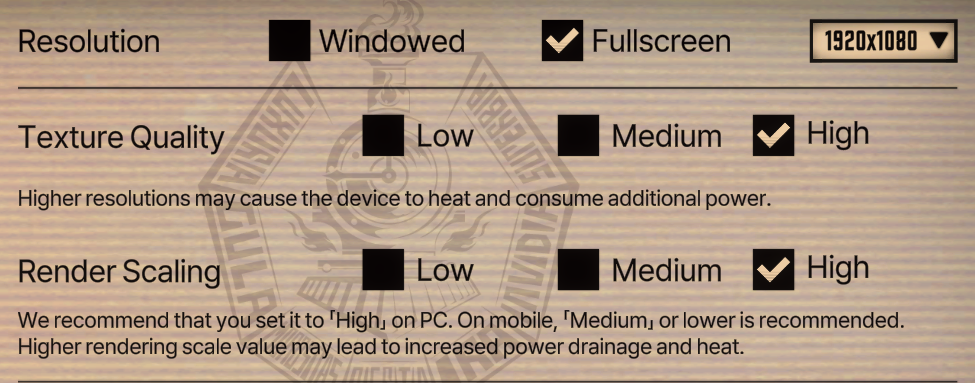 Resolution Windowed Fullscreen 1920x1080
Texture Quality Low Medium High
Higher resolutions may cause the device to heat and consume additional power.
Render Scaling Low Medium High
We recommend that you set it to「High」on PC. On mobile,「Medium」or lower is recommended.
Higher rendering scale value may lead to increased power drainage and heat.